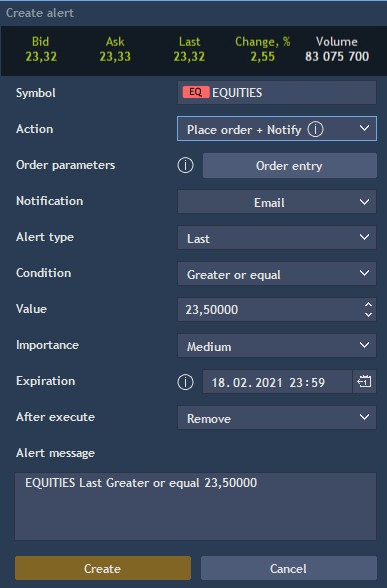 Create alert
Bid Ask Last Change, % Volume
23,32 23,33 23,32 2,55 83 075 700
Symbol EQ EQUITIES
Action Place order + Notify
Order parameters Order entry
Notification Email
Alert type Last
Condition Greater or equal
Value 23,50000
Importance Medium
Expiration 18.02.2021 23:59
After execute Remove
Alert message
EQUITIES Last Greater or equal 23,50000
Create Cancel